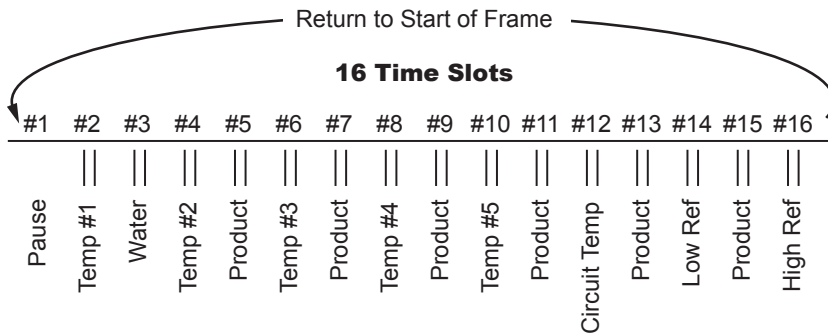 Return to Start of Frame
16 Time Slots
#1 #2 #3 #4 #5 #6 #7 #8 #9 #10 #11 #12 #13 #14 #15 #16
Pause
Temp #1
Water
Temp #2
Product
Temp #3
Product
Temp #4
Product
Temp #5
Product
Circuit Temp
Product
Low Ref
Product
High Ref